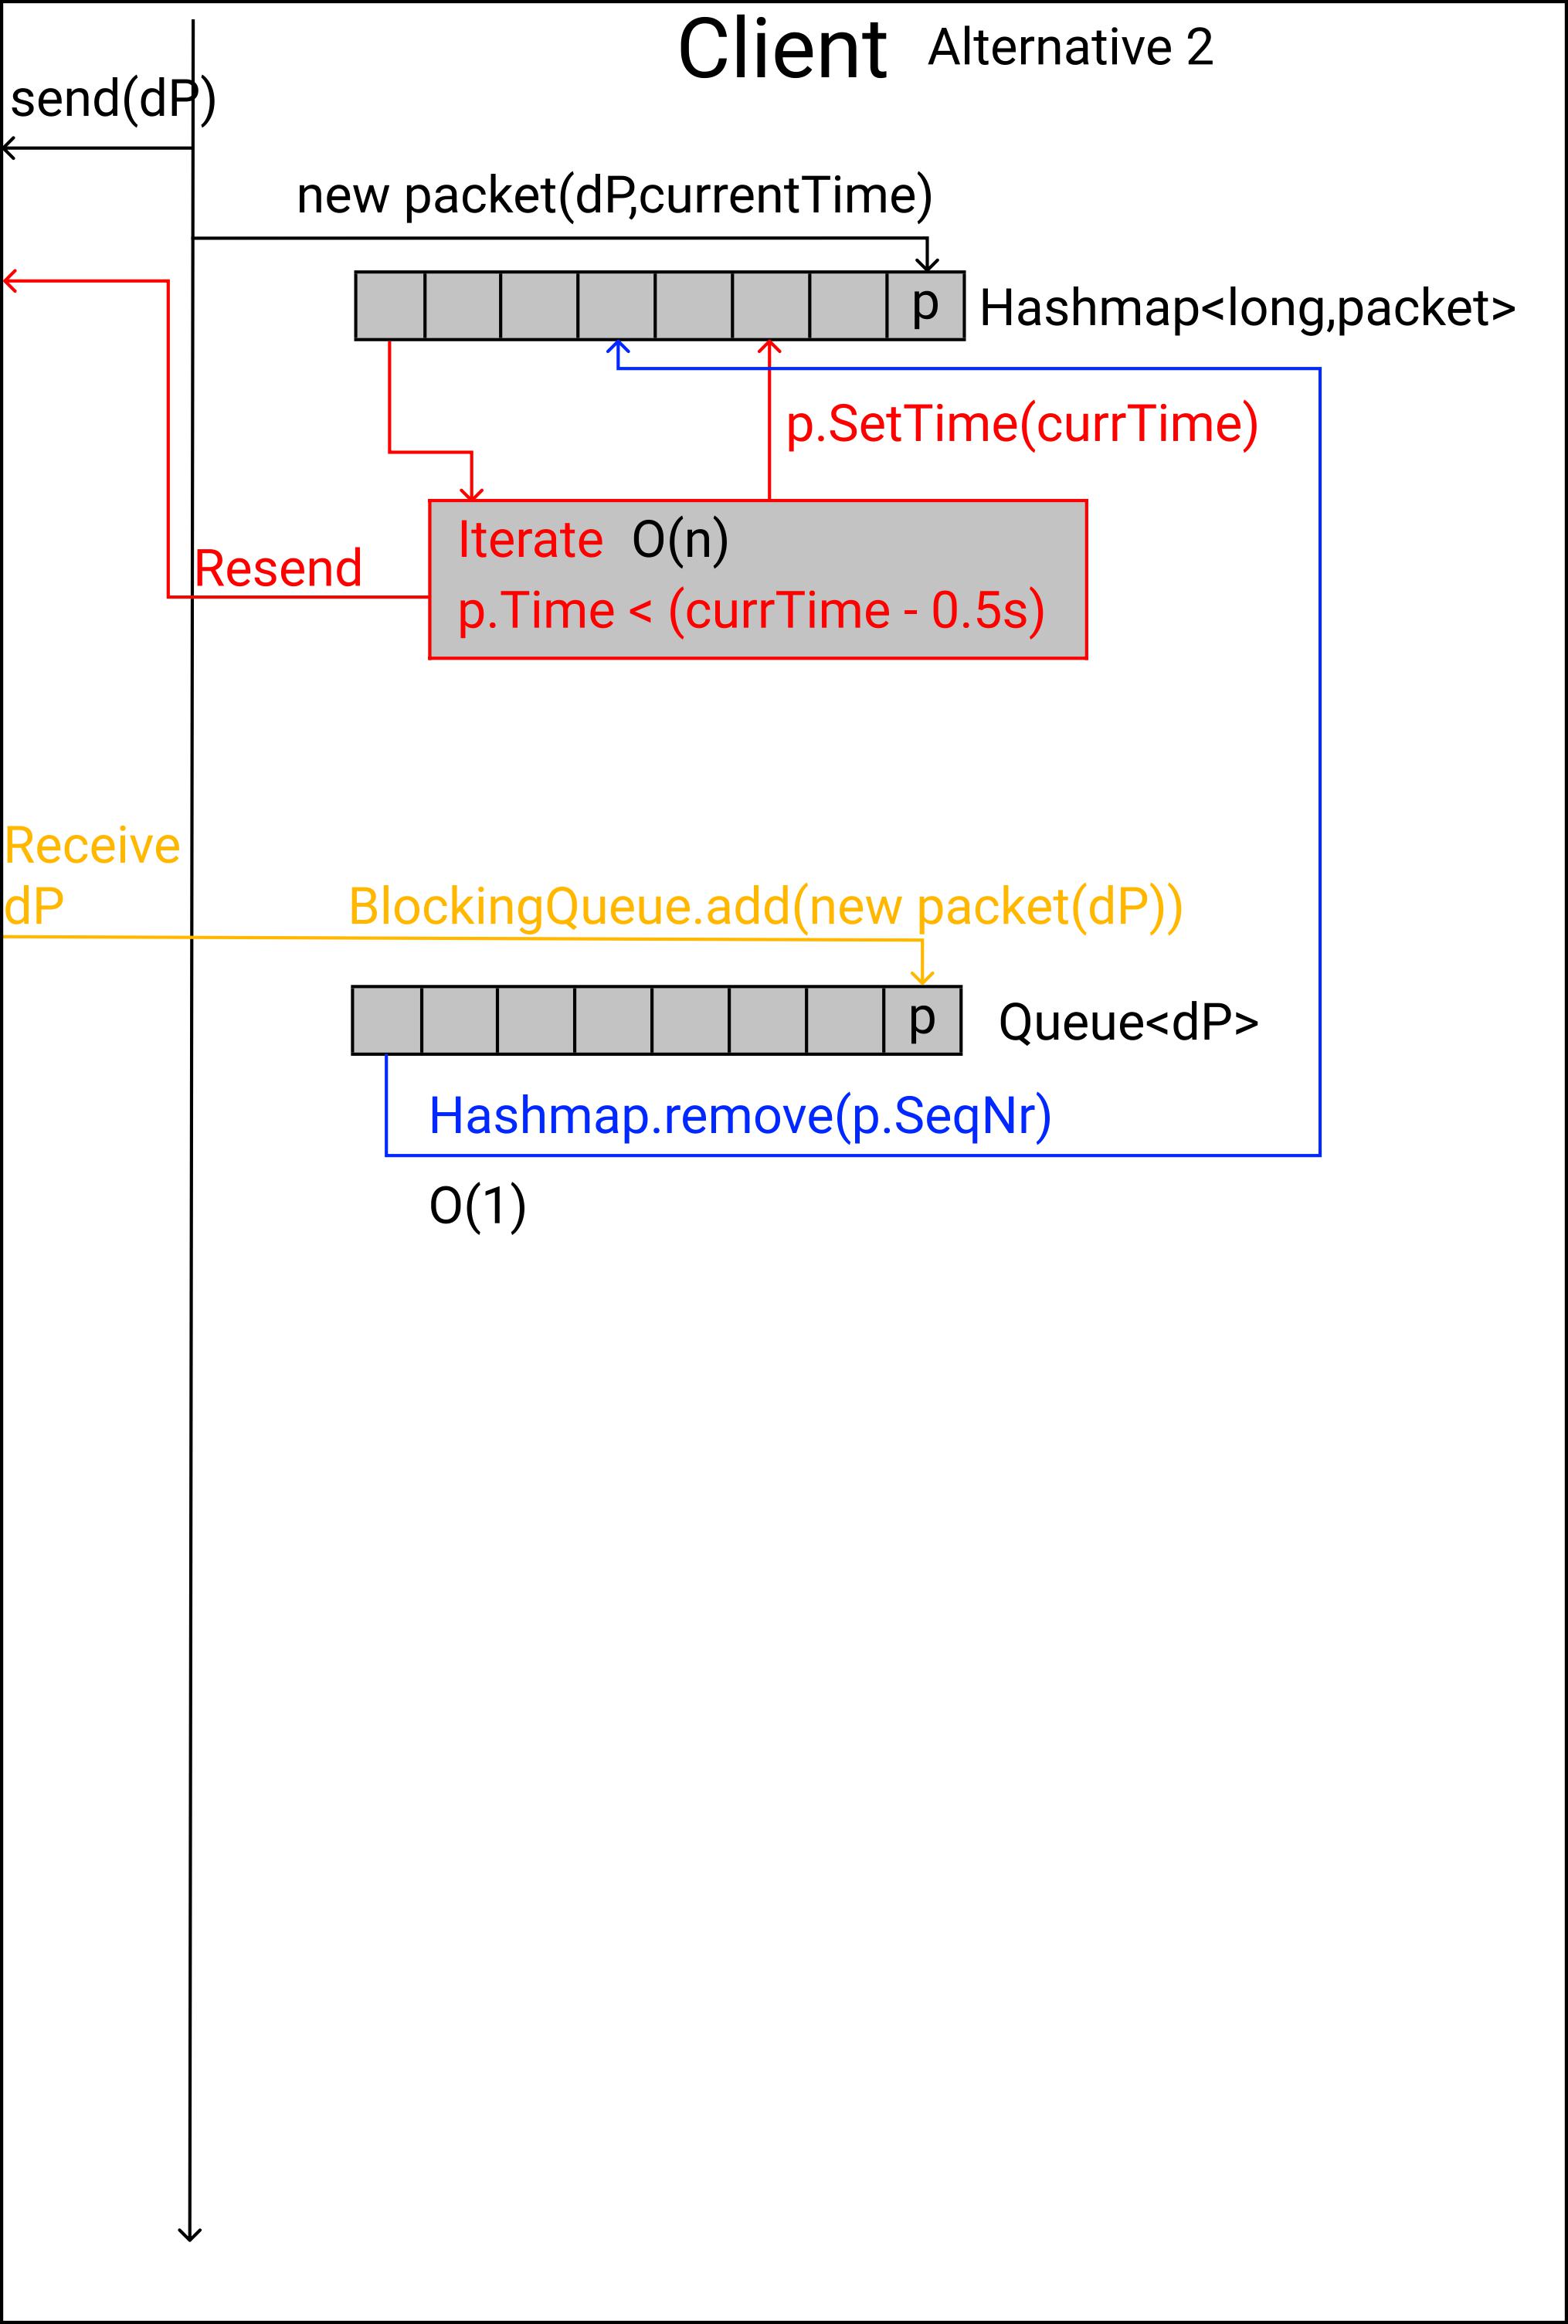 Client Alternative 2
send(dP)
new packet(dP,currentTime)
p Hashmap<long,packet>
p.SetTime(currTime)
Iterate O(n)
Resend
p.Time < (currTime - 0.5s)
Receive
dP
BlockingQueue.add(new packet(dP))
p Queue<dP>
Hashmap.remove(p.SeqNr)
O(1)